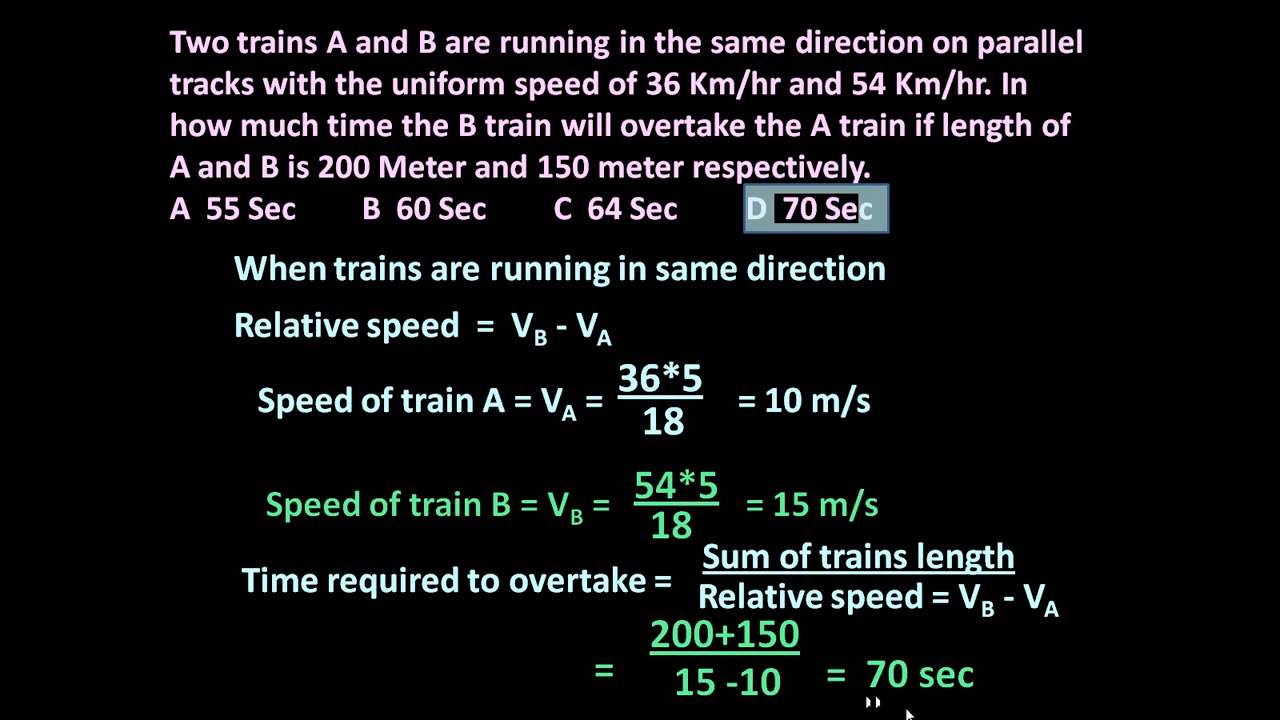 Two trains A and B are running in the same direction on parallel
tracks with the uniform speed of 36 Km/hr and 54 Km/hr. In
how much time the B train will overtake the A train if length of
A and B is 200 Meter and 150 meter respectively.
A 55 Sec B 60 Sec C 64 Sec D 70 Sec
When trains are running in same direction
Relative speed = VB - VA
36*5
Speed of train A = VA = = 10 m/s
18
54*5
Speed of train B = VB = = 15 m/s
18
Sum of trains length
Time required to overtake =
Relative speed = VB - VA
200+150
= = 70 sec
15 -10